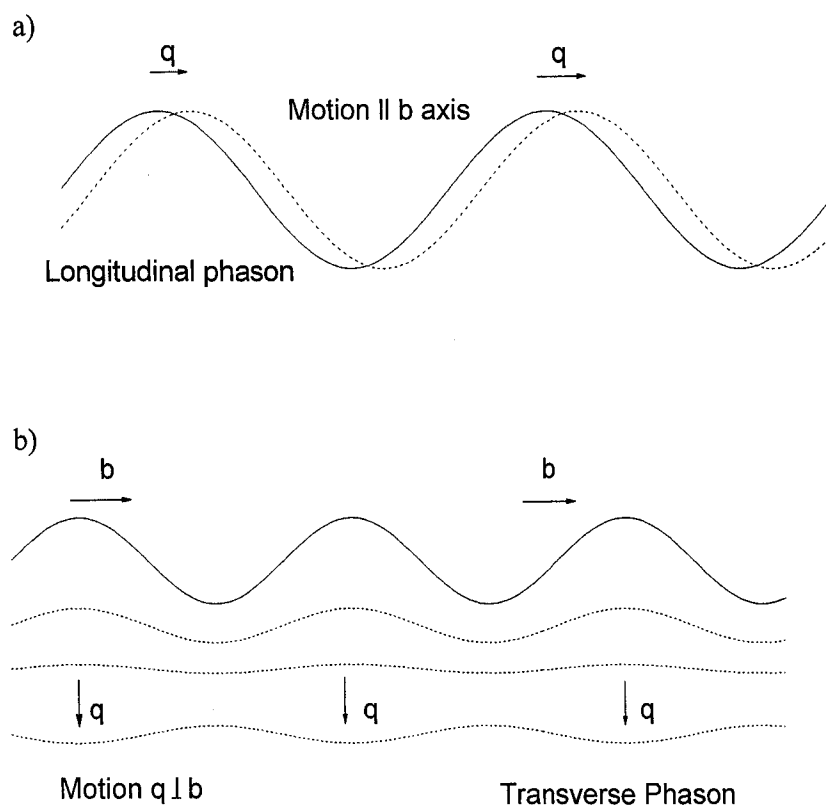 a)
q q
Motion ll b axis
Longitudinal phason
b)
b b
q q q
Motion q⊥b Transverse Phason